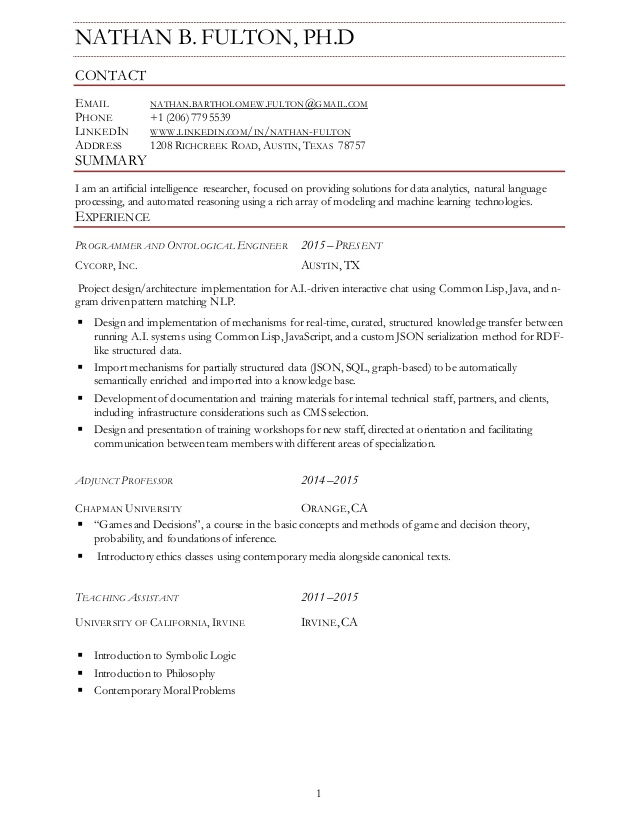 NATHAN B. FULTON, PH.D
CONTACT
EMAIL NATHAN.BARTHOLOMEW.FULTON@GMAIL.COM
PHONE +1 (206) 779 5539
LINKEDIN WWW.LINKEDIN.COM/IN/NATHAN-FULTON
ADDRESS 1208 RICHCREEK ROAD, AUSTIN, TEXAS 78757
SUMMARY
I am an artificial intelligence researcher, focused on providing solutions for data analytics, natural language
processing, and automated reasoning using a rich array of modeling and machine learning technologies.
EXPERIENCE
PROGRAMMER AND ONTOLOGICAL ENGINEER 2015 – PRESENT
CYCORP, INC. AUSTIN, TX
Project design/architecture implementation for A.I.-driven interactive chat using Common Lisp, Java, and n-
gram driven pattern matching NLP.
▪ Design and implementation of mechanisms for real-time, curated, structured knowledge transfer between
running A.I. systems using Common Lisp, JavaScript, and a custom JSON serialization method for RDF-
like structured data.
▪ Import mechanisms for partially structured data (JSON, SQL, graph-based) to be automatically
semantically enriched and imported into a knowledge base.
▪ Development of documentation and training materials for internal technical staff, partners, and clients,
including infrastructure considerations such as CMS selection.
▪ Design and presentation of training workshops for new staff, directed at orientation and facilitating
communication between team members with different areas of specialization.
ADJUNCT PROFESSOR 2014–2015
CHAPMAN UNIVERSITY ORANGE, CA
▪ “Games and Decisions”, a course in the basic concepts and methods of game and decision theory,
probability, and foundations of inference.
▪ Introductory ethics classes using contemporary media alongside canonical texts.
TEACHING ASSISTANT 2011–2015
UNIVERSITY OF CALIFORNIA, IRVINE IRVINE, CA
▪ Introduction to Symbolic Logic
▪ Introduction to Philosophy
▪ Contemporary Moral Problems
1